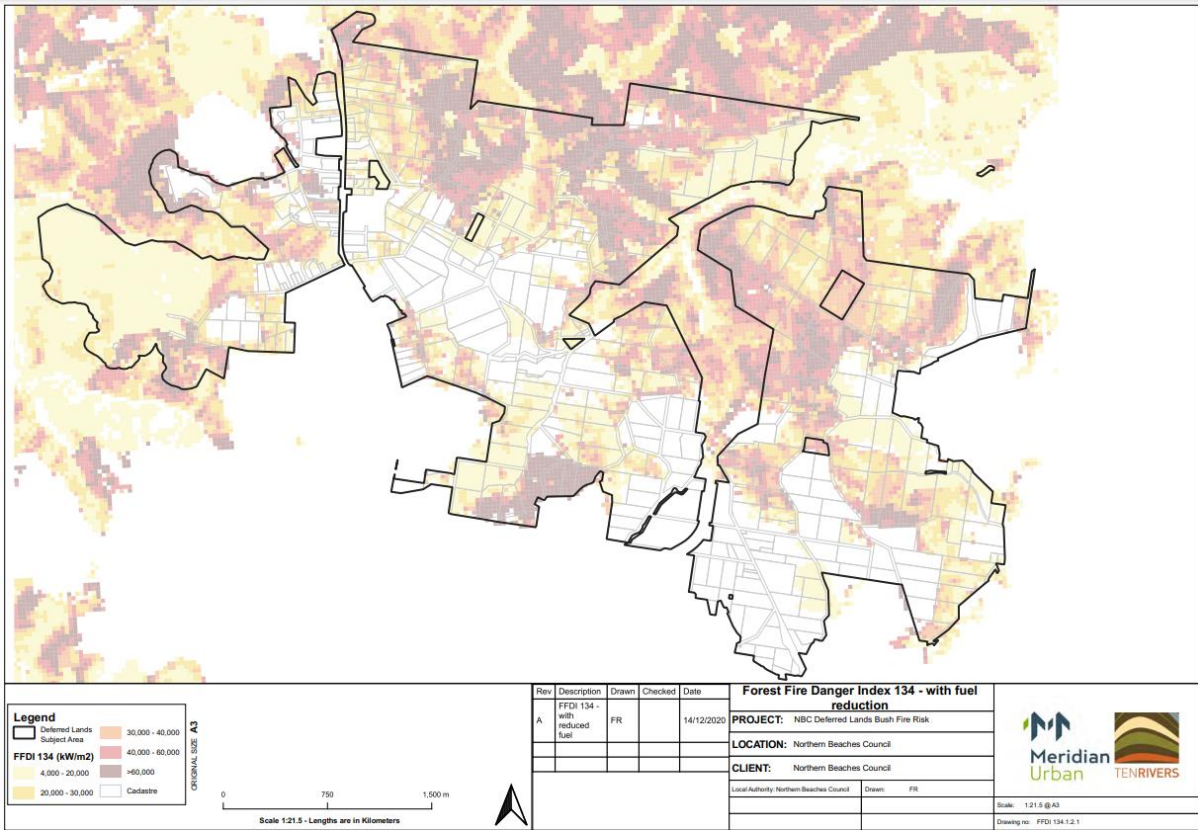 Legend
Deferred Lands
Subject Area
FFDI 134 (kW/m2)
4,000 - 20,000
20,000 - 30,000
30,000 - 40,000
40,000 - 60,000
>60,000
Cadastre
ORIGINAL SIZE A3
0 750 1,500 m
Scale 1:21.5 - Lengths are in Kilometers
Rev Description Drawn Checked Date
A FFDI 134 - with reduced fuel FR 14/12/2020
Forest Fire Danger Index 134 - with fuel
reduction
PROJECT: NBC Deferred Lands Bush Fire Risk
LOCATION: Northern Beaches Council
CLIENT: Northern Beaches Council
Local Authority: Northern Beaches Council Drawn: FR
Meridian
Urban
TENRIVERS
Scale: 1:21.5 @ A3
Drawing no: FFDI 134.1.2.1